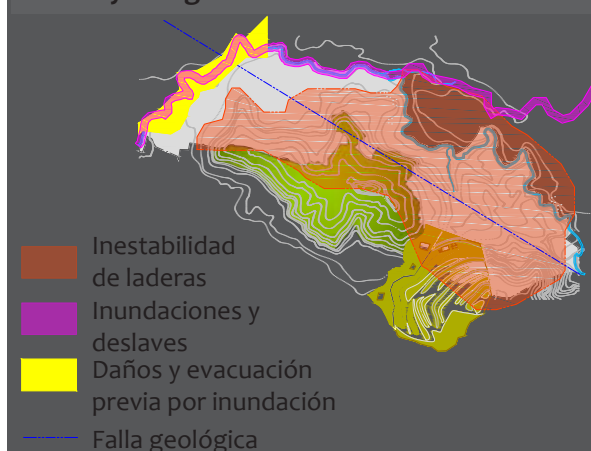 Inestabilidad
de laderas
Inundaciones y
deslaves
Daños y evacuación
previa por inundación
Falla geológica